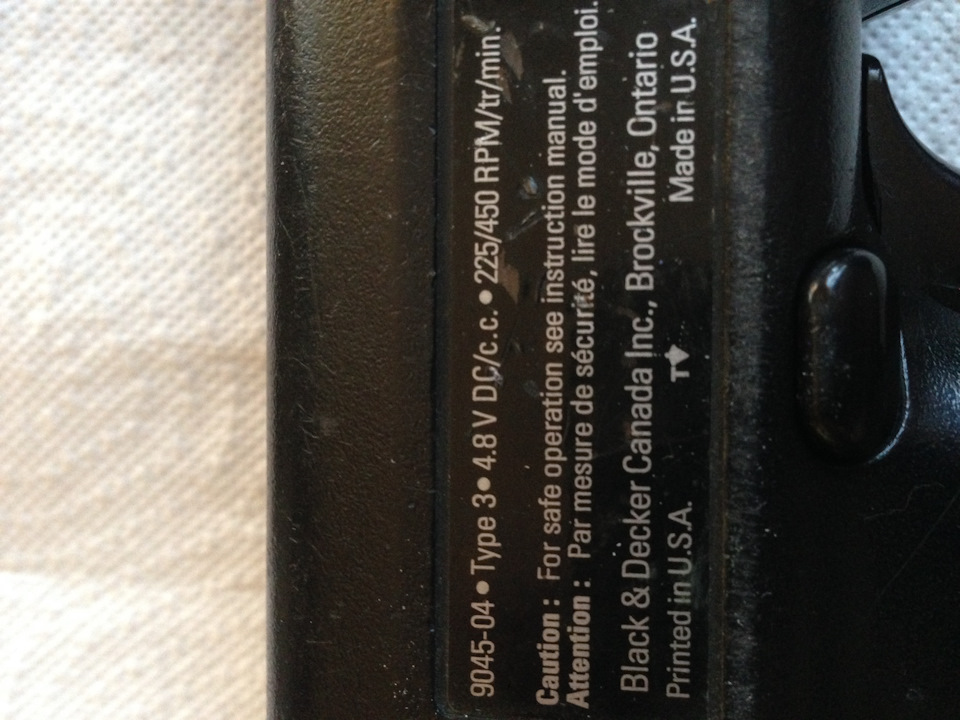 9045-04 • Type 3 • 4.8 V DC/c.c. • 225/450 RPM/tr/min.
Caution : For safe operation see instruction manual.
Attention : Par mesure de sécurité, lire le mode d'emploi.
Black & Decker Canada Inc., Brockville, Ontario
Printed in U.S.A. T Made in U.S.A.